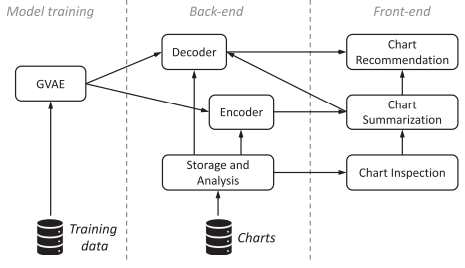 Model training
Back-end
Front-end
Decoder
Chart
Recommendation
GVAE
Encoder
Chart
Summarization
Storage and
Analysis
Chart Inspection
Training
data
Charts